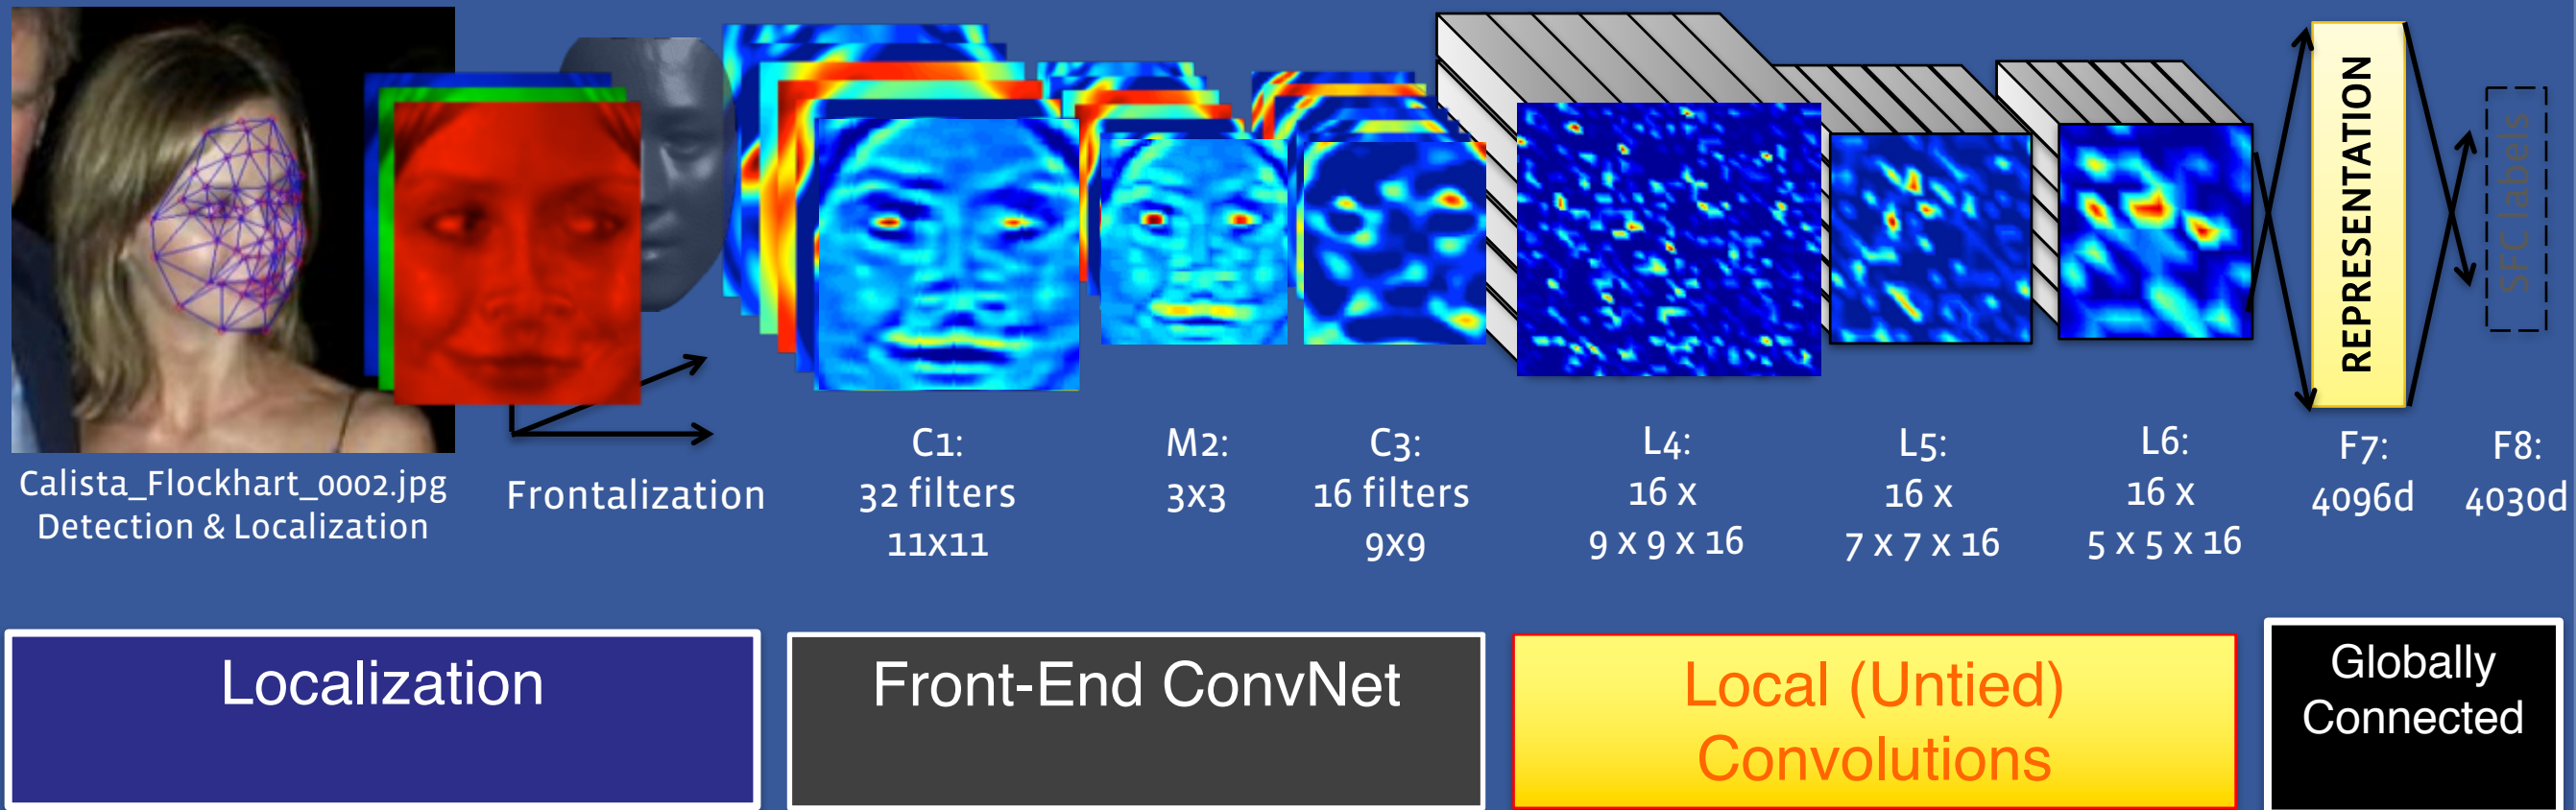 Calista_Flockhart_0002.jpg
Detection & Localization
Frontalization
C1:
32 filters
11x11
M2:
3x3
C3:
16 filters
9x9
L4:
16 x
9 x 9 x 16
L5:
16 x
7 x 7 x 16
L6:
16 x
5 x 5 x 16
REPRESENTATION
F7:
4096d
SFC labels
F8:
4030d
Localization
Front-End ConvNet
Local (Untied)
Convolutions
Globally
Connected